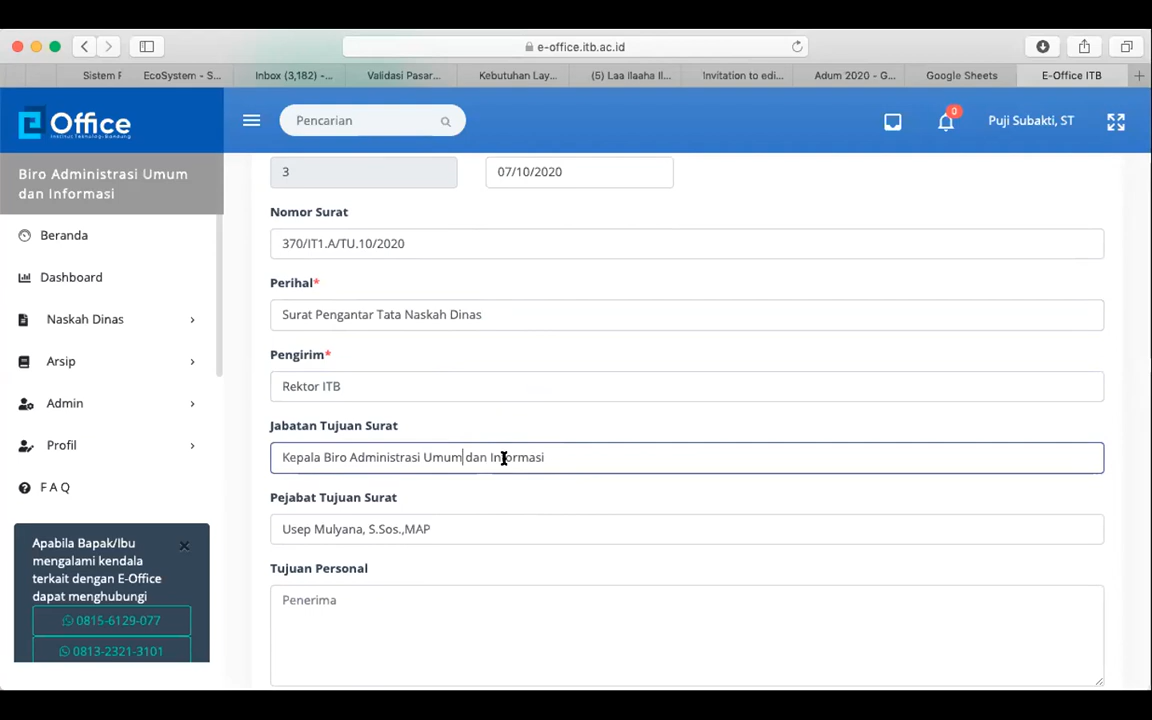 e-office.itb.ac.id
Sistem F
EcoSystem - S...
Inbox (3,182) -...
Validasi Pasar...
Kebutuhan Lay...
(5) Laa Ilaaha Il...
Invitation to edi...
Adum 2020 - G...
Google Sheets
E-Office ITB
Office
Institut Teknologi Bandung
Pencarian
0
Puji Subakti, ST
Biro Administrasi Umum
dan Informasi
Beranda
Dashboard
Naskah Dinas
Arsip
Admin
Profil
F A Q
Apabila Bapak/Ibu
mengalami kendala
terkait dengan E-Office
dapat menghubungi
0815-6129-077
0813-2321-3101
3
07/10/2020
Nomor Surat
370/IT1.A/TU.10/2020
Perihal*
Surat Pengantar Tata Naskah Dinas
Pengirim*
Rektor ITB
Jabatan Tujuan Surat
Kepala Biro Administrasi Umum dan Informasi
Pejabat Tujuan Surat
Usep Mulyana, S.Sos.,MAP
Tujuan Personal
Penerima